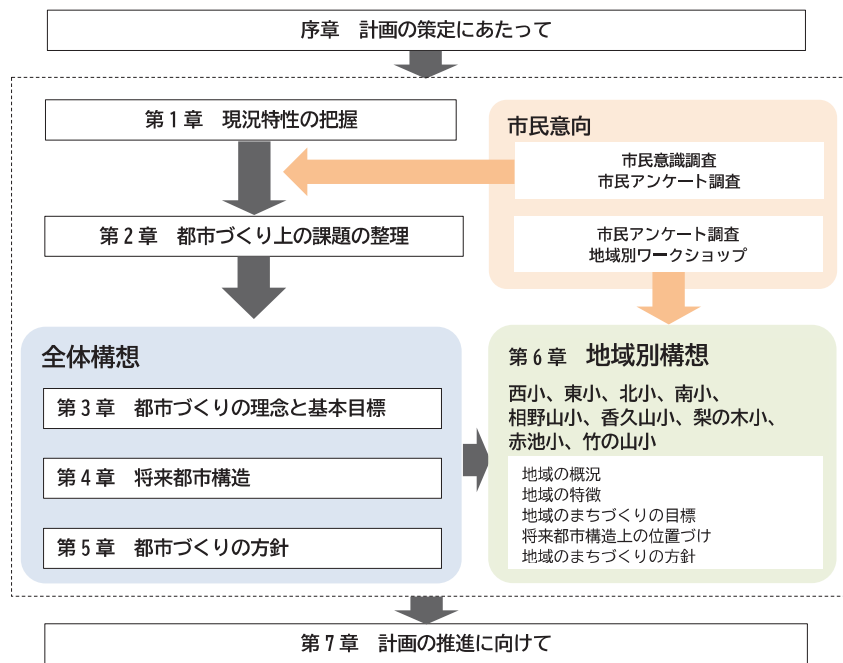 序章　計画の策定にあたって
第1章　現況特性の把握
市民意向
市民意識調査
市民アンケート調査
第2章　都市づくり上の課題の整理
市民アンケート調査
地域別ワークショップ
全体構想
第3章　都市づくりの理念と基本目標
第4章　将来都市構造
第5章　都市づくりの方針
第6章　地域別構想
西小、東小、北小、南小、
相野山小、香久山小、梨の木小、
赤池小、竹の山小
地域の概況
地域の特徴
地域のまちづくりの目標
将来都市構造上の位置づけ
地域のまちづくりの方針
第7章　計画の推進に向けて